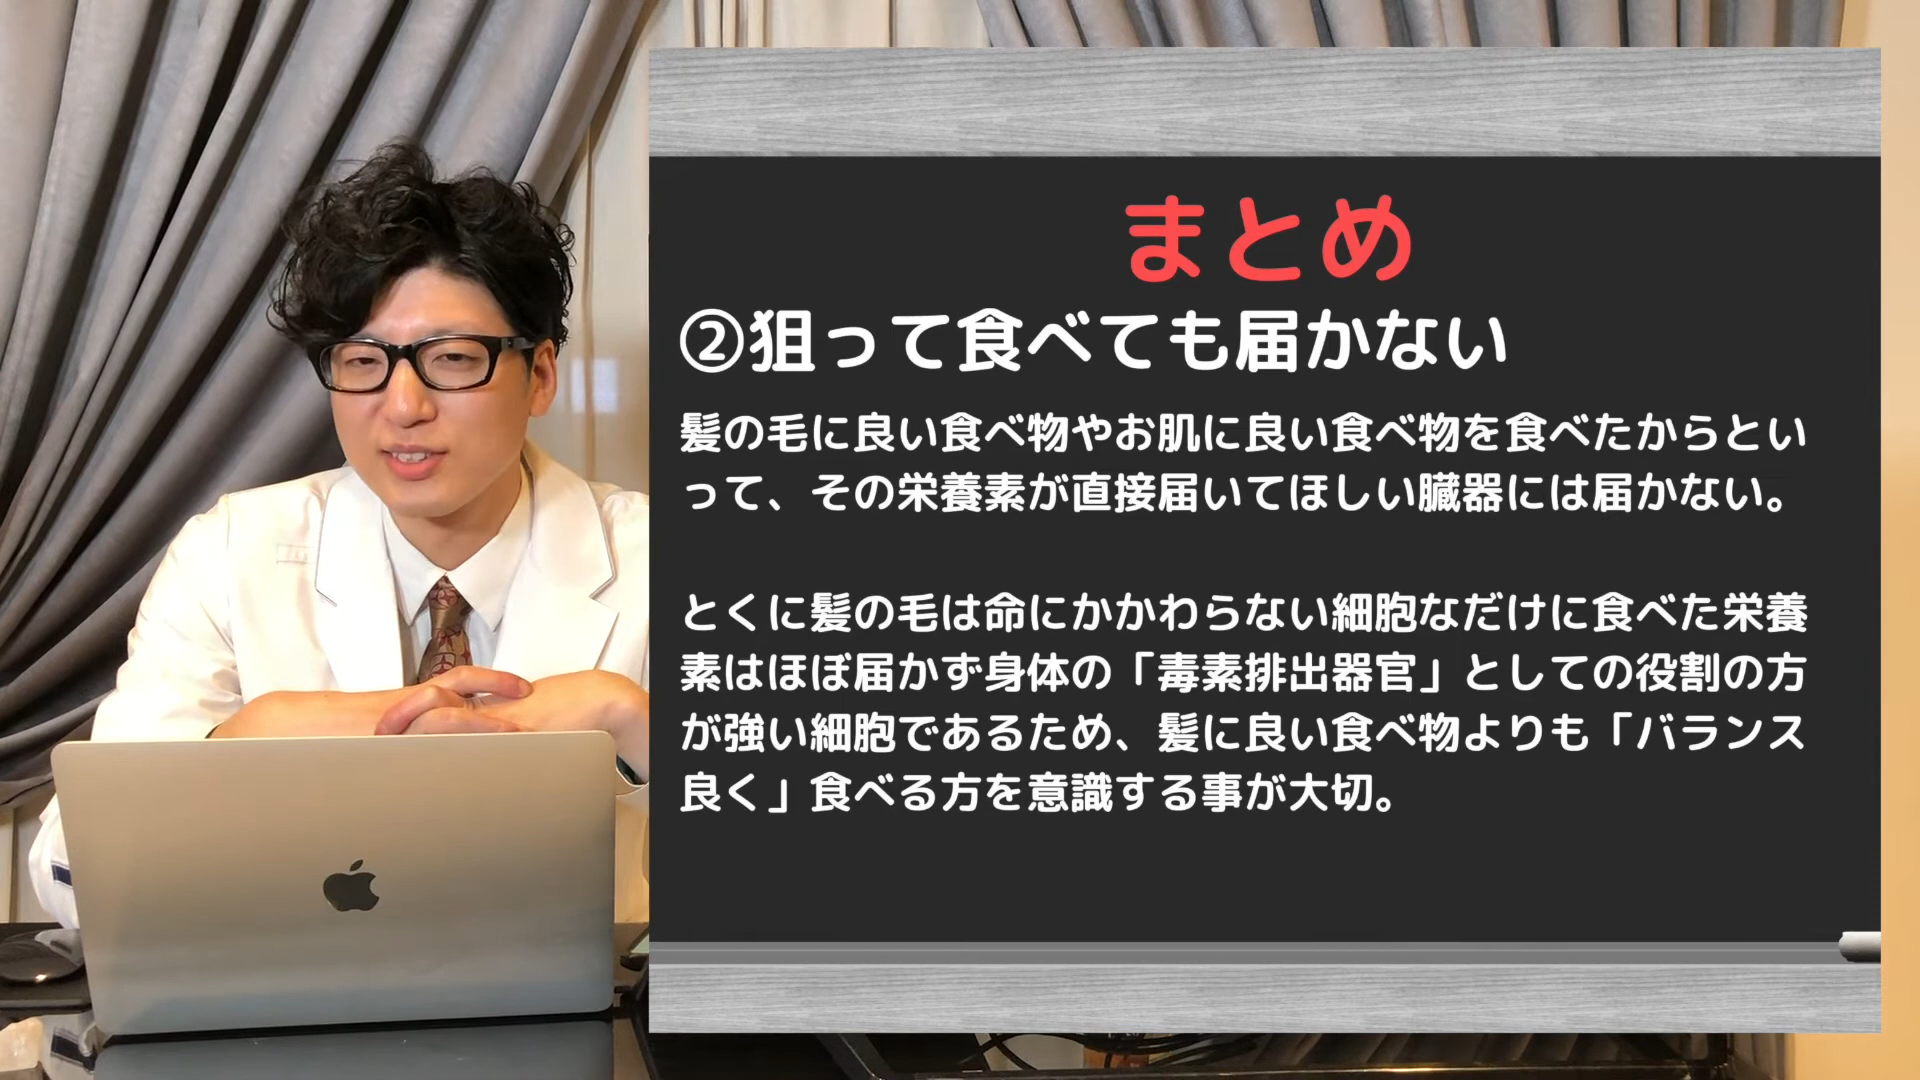 まとめ
②狙って食べても届かない
髪の毛に良い食べ物やお肌に良い食べ物を食べたからとい
って、その栄養素が直接届いてほしい臓器には届かない。
とくに髪の毛は命にかかわらない細胞なだけに食べた栄養
素はほぼ届かず身体の「毒素排出器官」としての役割の方
が強い細胞であるため、髪に良い食べ物よりも「バランス
良く」食べる方を意識する事が大切。